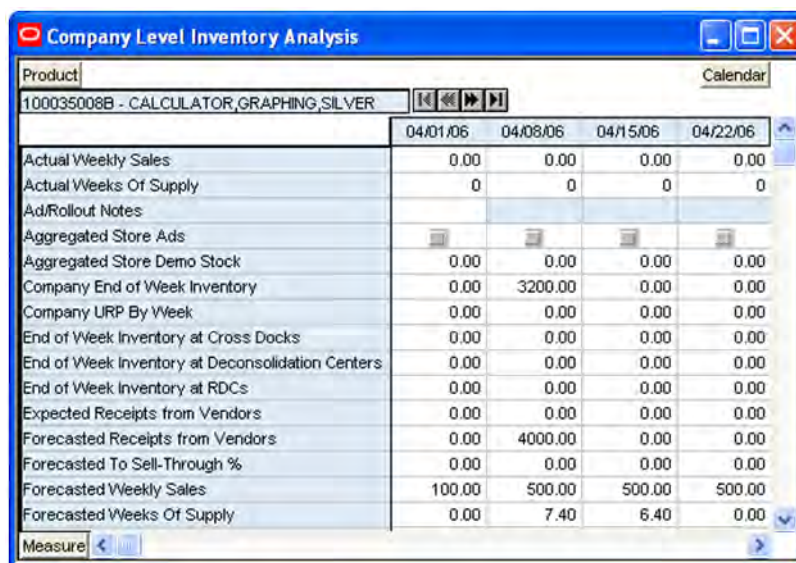 Company Level Inventory Analysis
Product Calendar
100035008B - CALCULATOR,GRAPHING,SILVER
04/01/06 04/08/06 04/15/06 04/22/06
Actual Weekly Sales 0.00 0.00 0.00 0.00
Actual Weeks Of Supply 0 0 0 0
Ad/Rollout Notes
Aggregated Store Ads
Aggregated Store Demo Stock 0.00 0.00 0.00 0.00
Company End of Week Inventory 0.00 3200.00 0.00 0.00
Company URP By Week 0.00 0.00 0.00 0.00
End of Week Inventory at Cross Docks 0.00 0.00 0.00 0.00
End of Week Inventory at Deconsolidation Centers 0.00 0.00 0.00 0.00
End of Week Inventory at RDCs 0.00 0.00 0.00 0.00
Expected Receipts from Vendors 0.00 0.00 0.00 0.00
Forecasted Receipts from Vendors 0.00 4000.00 0.00 0.00
Forecasted To Sell-Through % 0.00 0.00 0.00 0.00
Forecasted Weekly Sales 100.00 500.00 500.00 500.00
Forecasted Weeks Of Supply 0.00 7.40 6.40 0.00
Measure